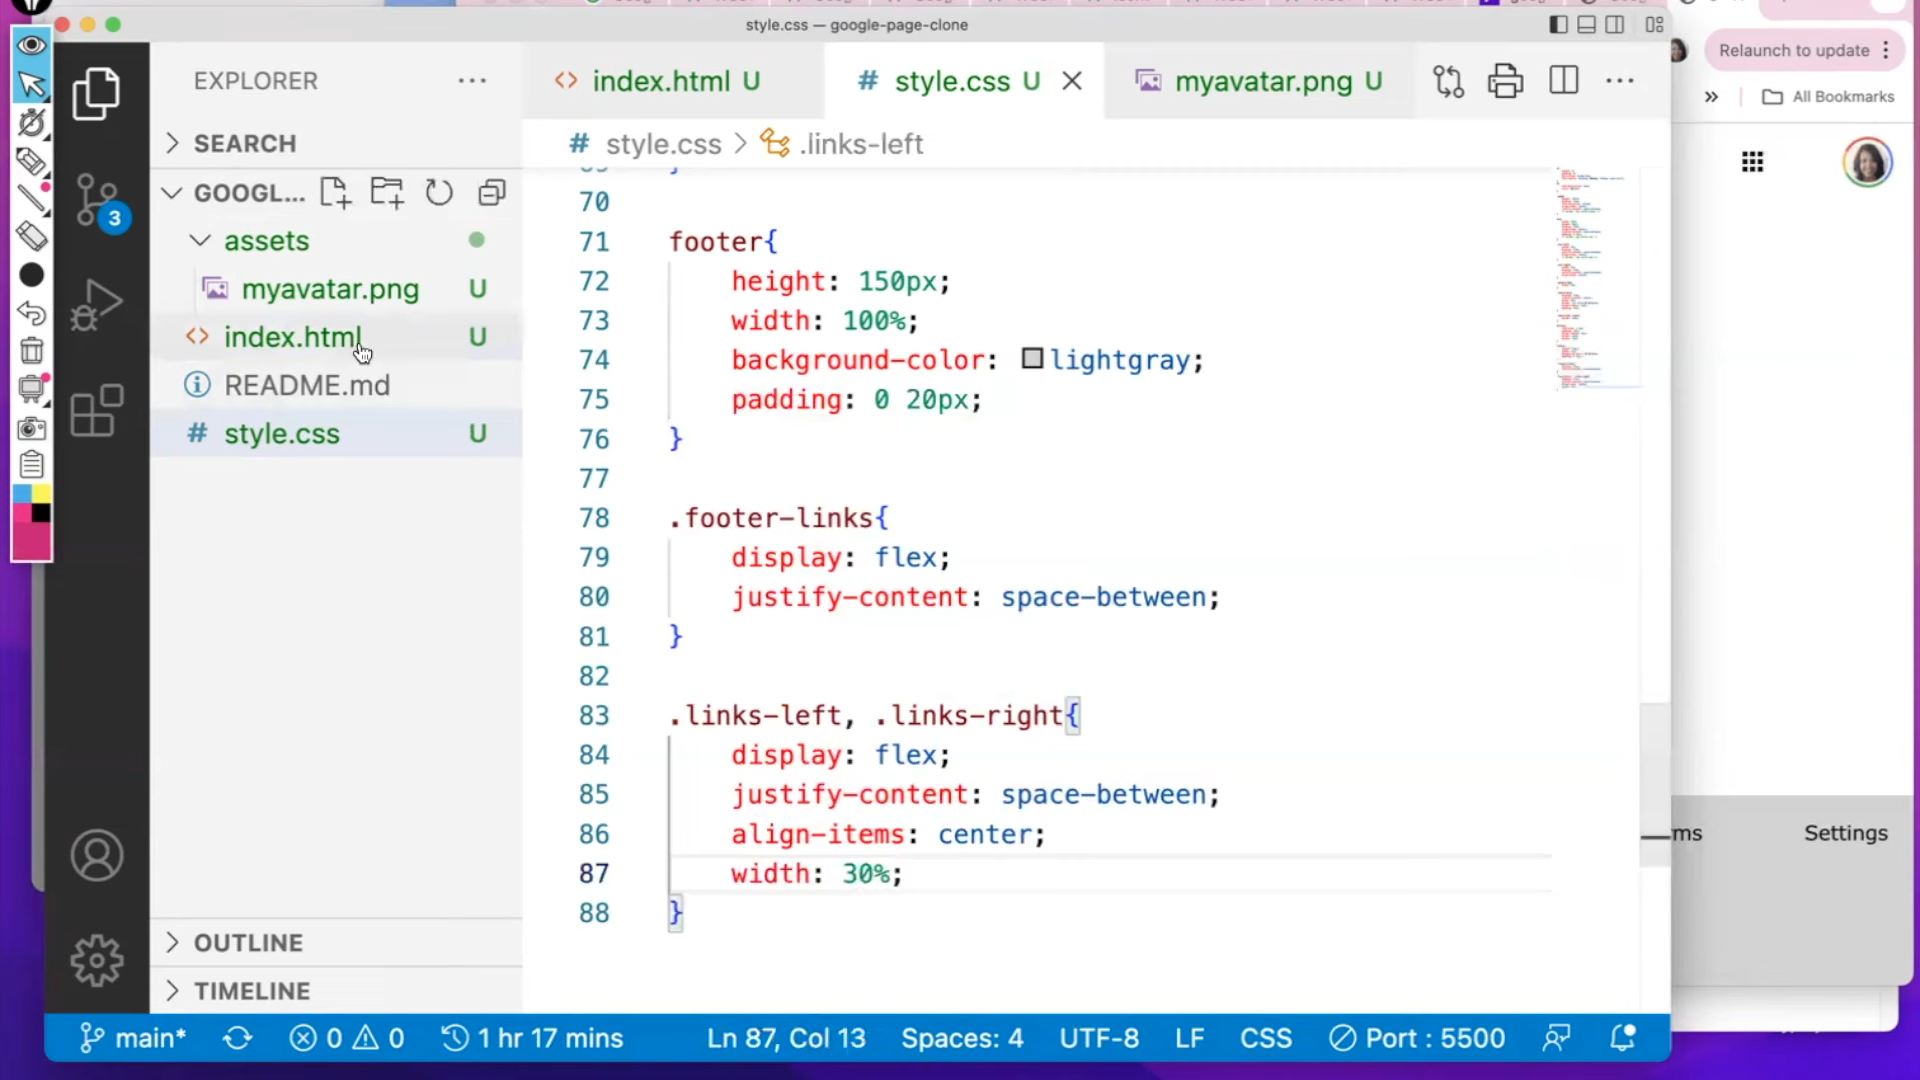 style.css — google-page-clone
Relaunch to update
EXPLORER
index.html U
style.css U
myavatar.png U
All Bookmarks
SEARCH
style.css > .links-left
GOOGL...
assets
myavatar.png U
index.html U
README.md
style.css U
3
70
71 footer{
72 height: 150px;
73 width: 100%;
74 background-color: lightgray;
75 padding: 0 20px;
76 }
77
78 .footer-links{
79 display: flex;
80 justify-content: space-between;
81 }
82
83 .links-left, .links-right{
84 display: flex;
85 justify-content: space-between;
86 align-items: center;
87 width: 30%;
88 }
ms Settings
OUTLINE
TIMELINE
main* 0 0 1 hr 17 mins Ln 87, Col 13 Spaces: 4 UTF-8 LF CSS Port : 5500